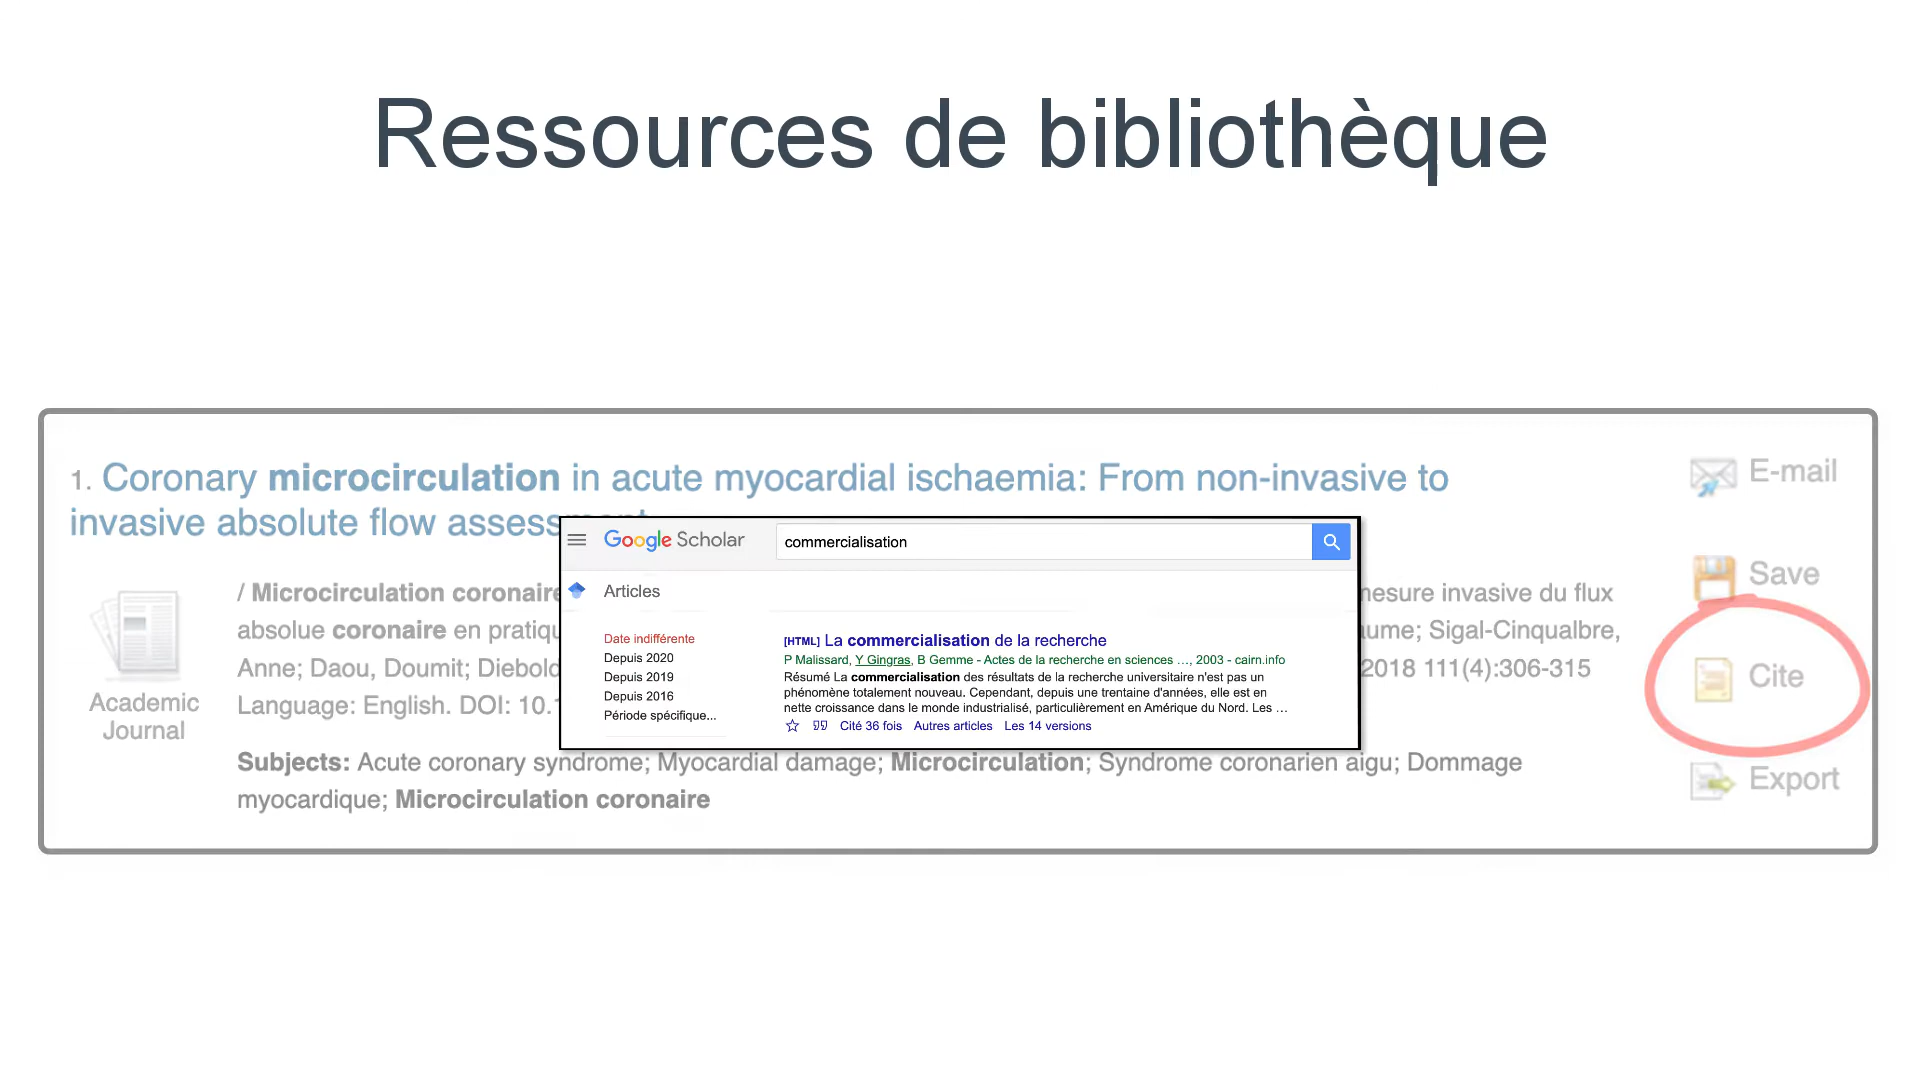 Ressources de bibliothèque
1. Coronary microcirculation in acute myocardial ischaemia: From non-invasive to
invasive absolute flow
E-mail
Save
Cite
Export
Academic
Journal
/ Microcirculation coronaire
mesure invasive du flux
absolue coronaire en
Sigal-Cinqualbre,
Anne; Daou, Doumit;
2018 111(4):306-315
Language: English. DOI:
Subjects: Acute coronary syndrome; Myocardial damage; Microcirculation; Syndrome coronarien aigu; Dommage
myocardique; Microcirculation coronaire
Google Scholar
commercialisation
Articles
Date indifférente
Depuis 2020
Depuis 2019
Depuis 2016
Période spécifique...
[HTML] La commercialisation de la recherche
P Malissard, Y Gingras, B Gemme - Actes de la recherche en sciences …, 2003 - cairn.info
Résumé La commercialisation des résultats de la recherche universitaire n'est pas un
phénomène totalement nouveau. Cependant, depuis une trentaine d'années, elle est en
nette croissance dans le monde industrialisé, particulièrement en Amérique du Nord. Les …
Cité 36 fois Autres articles Les 14 versions